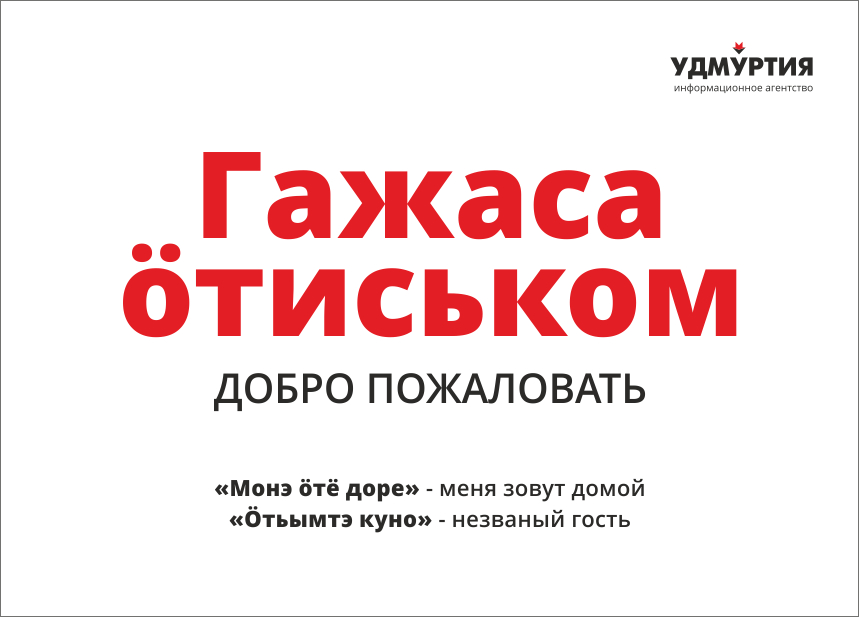 УДМУРТИЯ
информационное агентство
Гажаса
ӧтиськом
ДОБРО ПОЖАЛОВАТЬ
«Монэ ӧтё доре» - меня зовут домой
«Ӧтьымтэ куно» - незваный гость